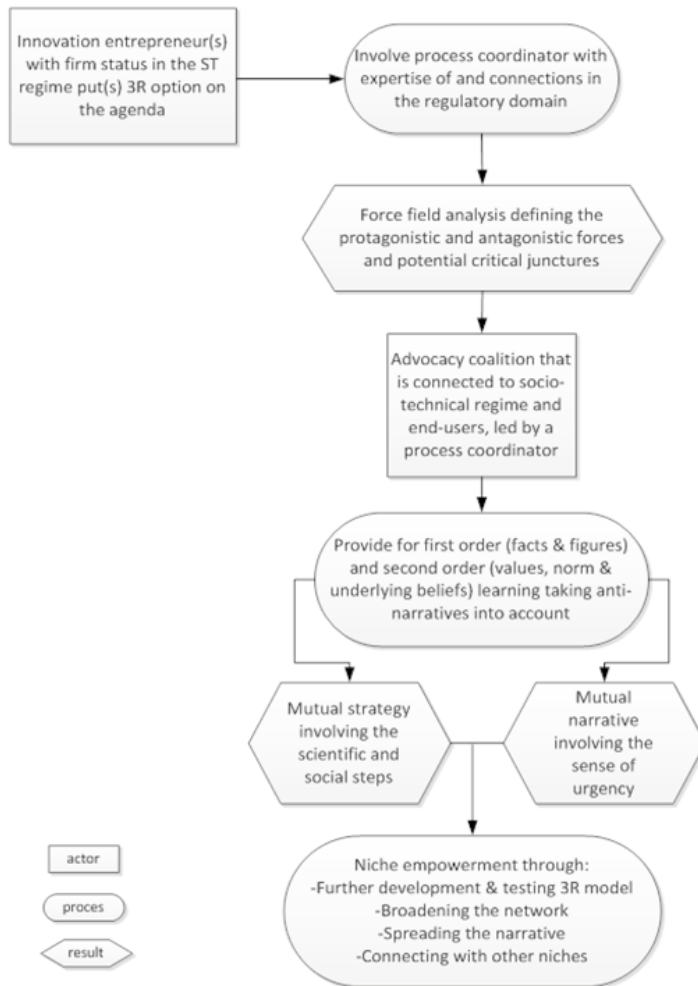 Innovation entrepreneur(s)
with firm status in the ST
regime put(s) 3R option on
the agenda
Involve process coordinator with
expertise of and connections in
the regulatory domain
Force field analysis defining the
protagonistic and antagonistic forces
and potential critical junctures
Advocacy coalition that
is connected to socio-
technical regime and
end-users, led by a
process coordinator
Provide for first order (facts & figures)
and second order (values, norm &
underlying beliefs) learning taking anti-
narratives into account
Mutual strategy
involving the
scientific and
social steps
Mutual
narrative
involving the
sense of
urgency
Niche empowerment through:
-Further development & testing 3R model
-Broadening the network
-Spreading the narrative
-Connecting with other niches
actor
proces
result